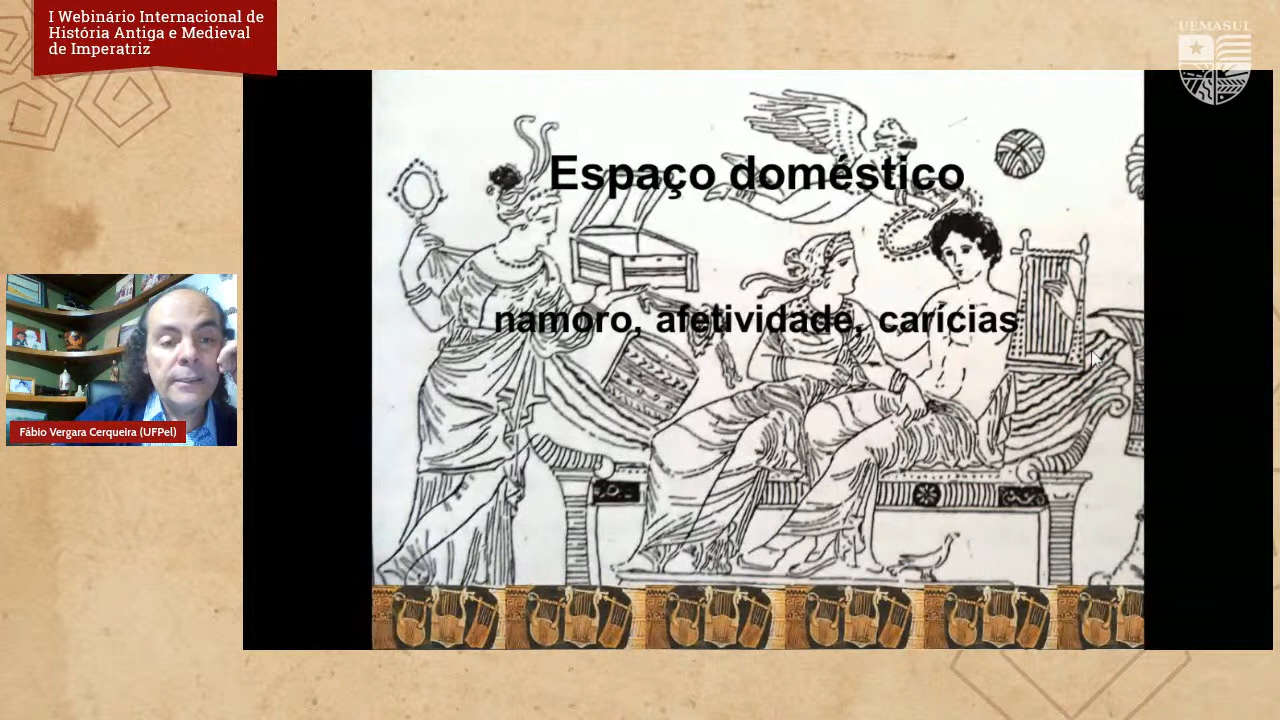 I Webinário Internacional de
História Antiga e Medieval
de Imperatriz
UEMASUL
Espaço doméstico
namoro, afetividade, carícias
Fábio Vergara Cerqueira (UFPel)